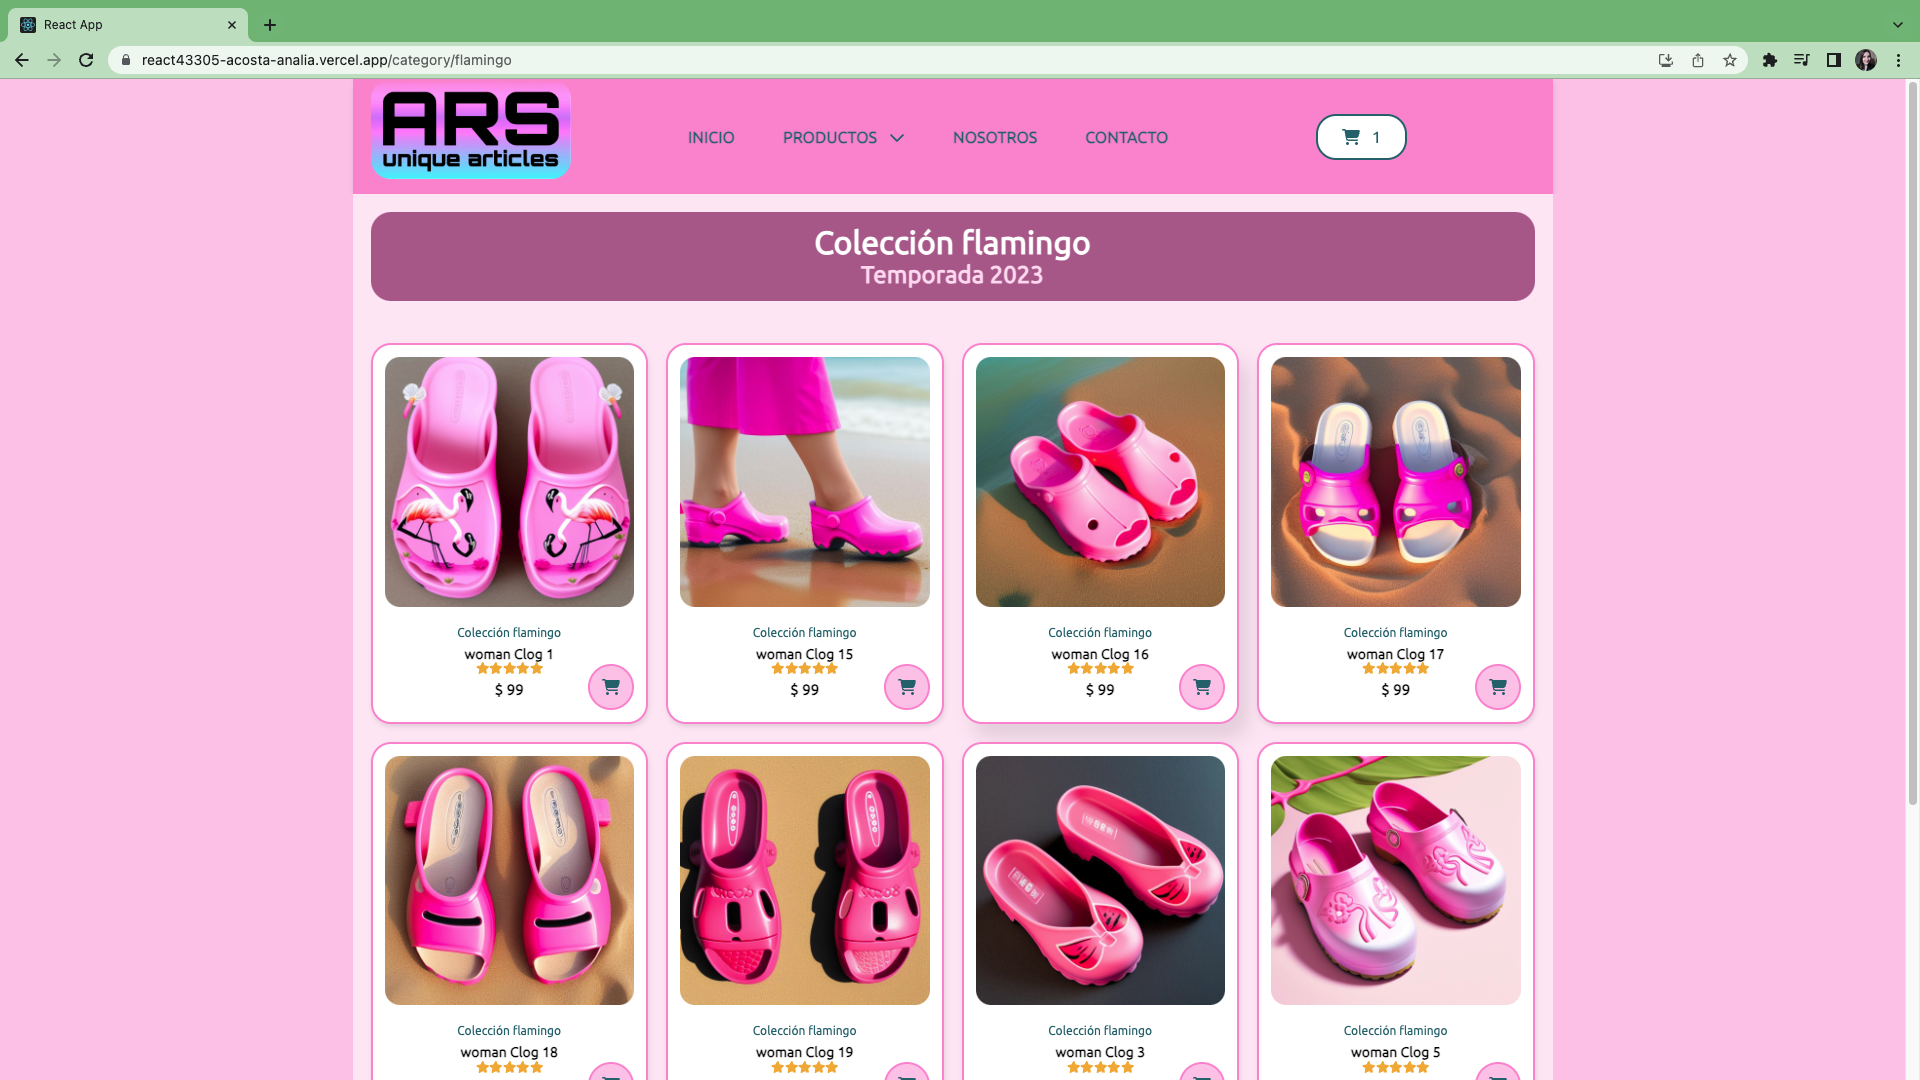 React App
react43305-acosta-analia.vercel.app/category/flamingo
ARS
unique articles
INICIO
PRODUCTOS
NOSOTROS
CONTACTO
1
Colección flamingo
Temporada 2023
Colección flamingo
woman Clog 1
$ 99
Colección flamingo
woman Clog 15
$ 99
Colección flamingo
woman Clog 16
$ 99
Colección flamingo
woman Clog 17
$ 99
Colección flamingo
woman Clog 18
Colección flamingo
woman Clog 19
Colección flamingo
woman Clog 3
Colección flamingo
woman Clog 5